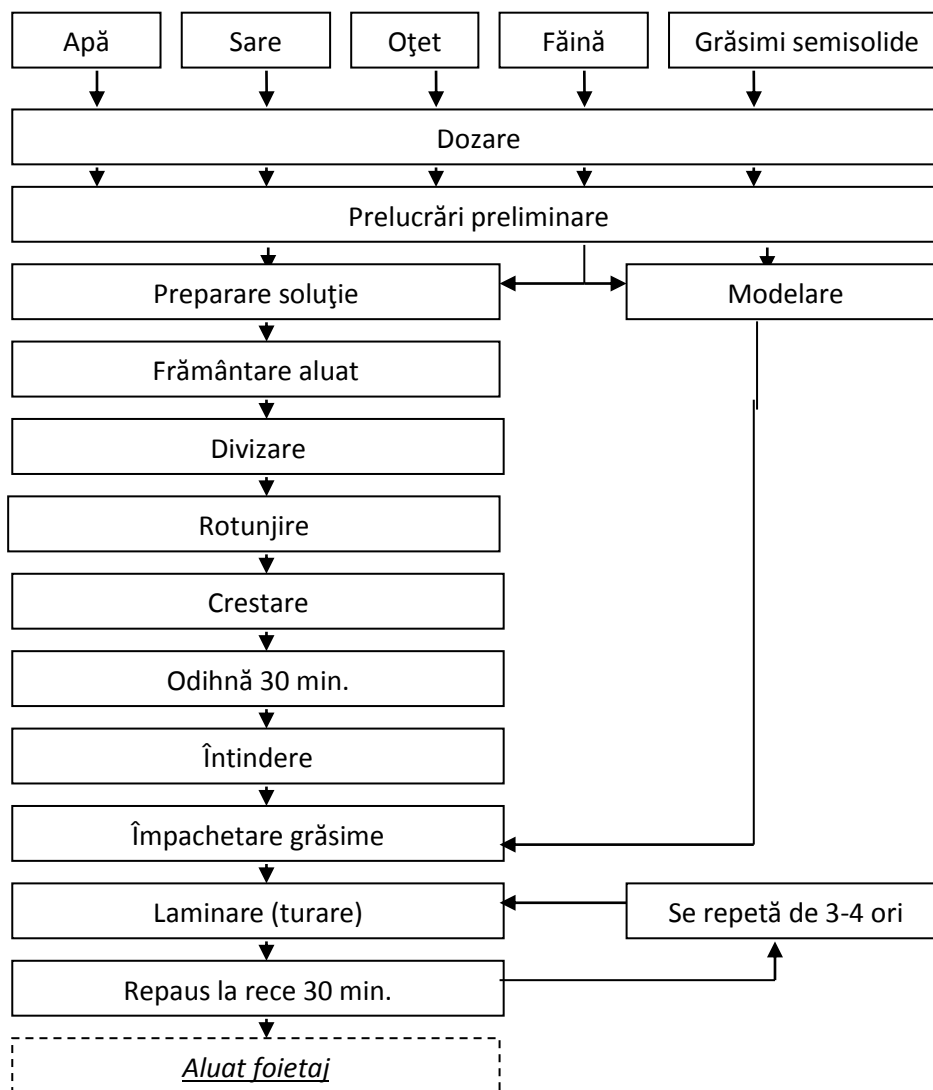 Apă
Sare
Oţet
Făină
Grăsimi semisolide
Dozare
Prelucrări preliminare
Preparare soluţie
Modelare
Frământare aluat
Divizare
Rotunjire
Crestare
Odihnă 30 min.
Întindere
Împachetare grăsime
Laminare (turare)
Se repetă de 3-4 ori
Repaus la rece 30 min.
Aluat foietaj